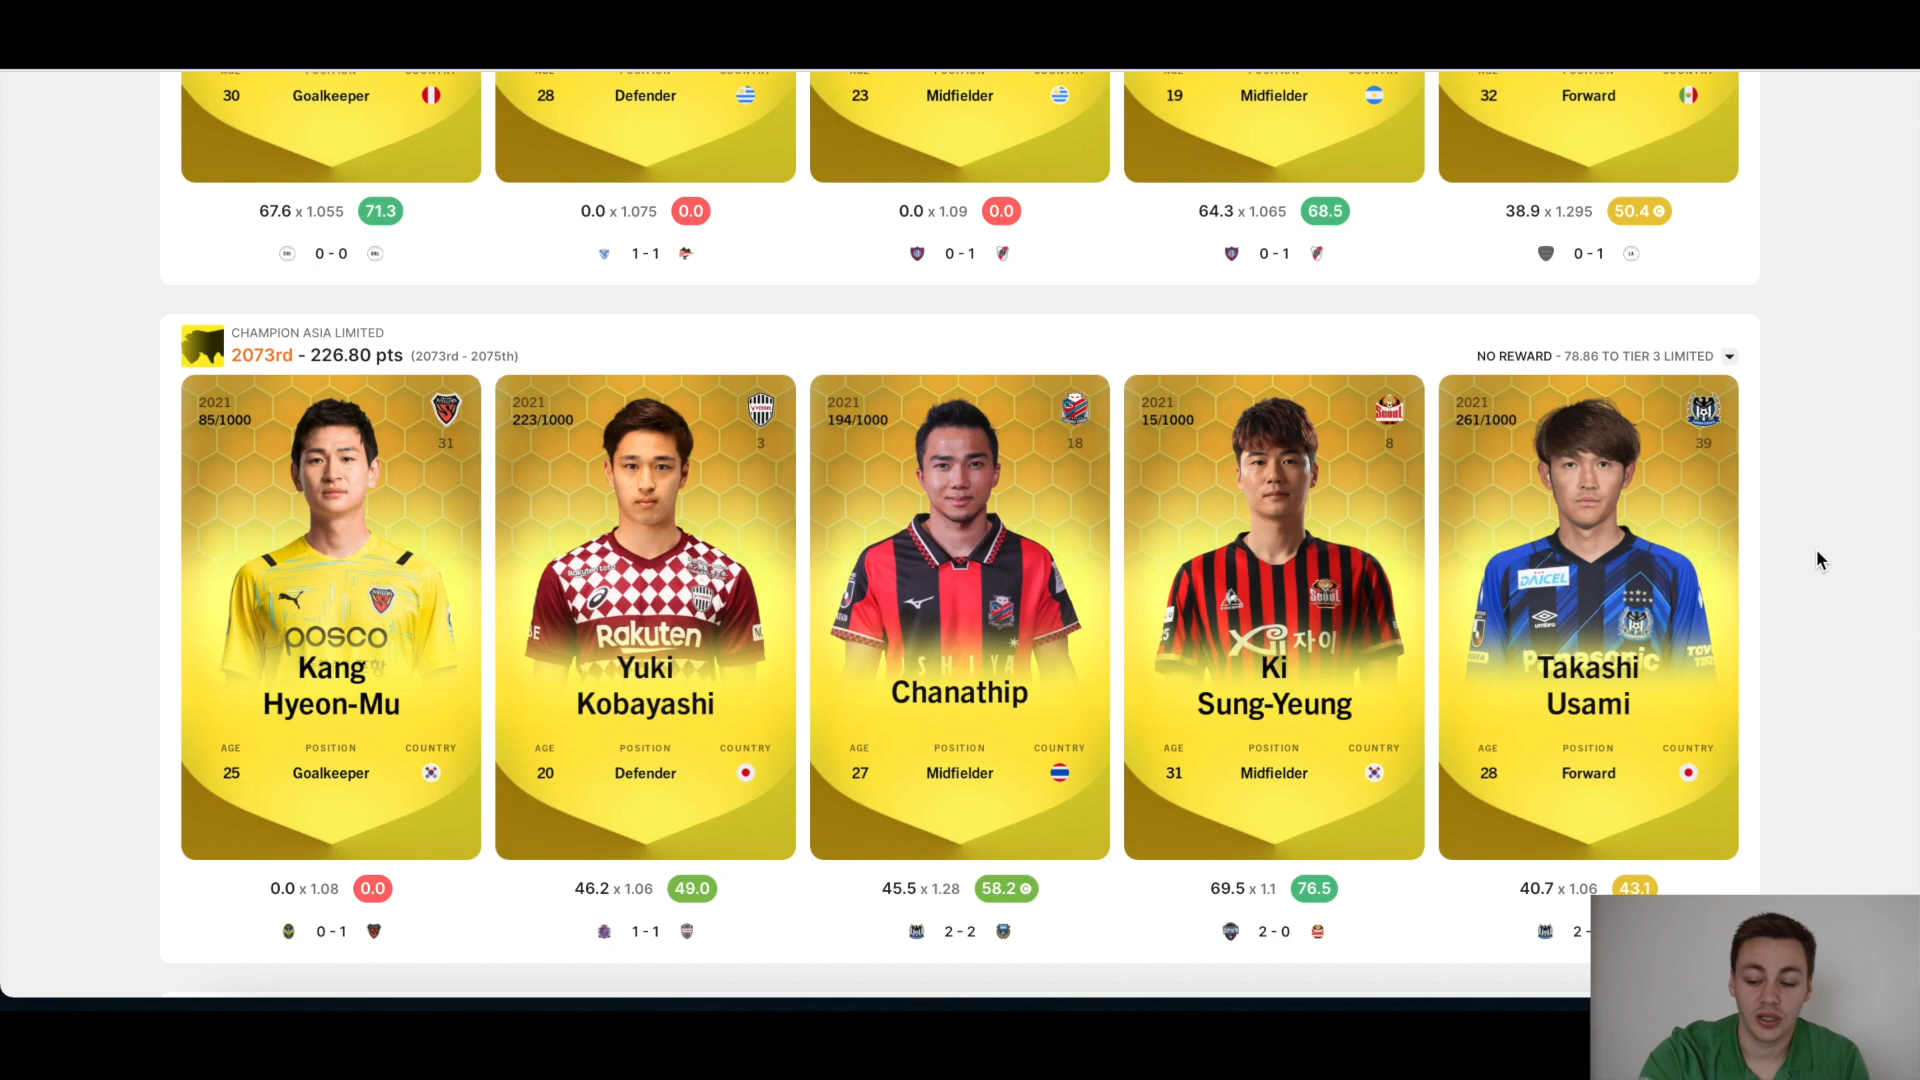 30 Goalkeeper
28 Defender
23 Midfielder
19 Midfielder
32 Forward
67.6 x 1.055 71.3
0.0 x 1.075 0.0
0.0 x 1.09 0.0
64.3 x 1.065 68.5
38.9 x 1.295 50.4 C
0 - 0
1 - 1
0 - 1
0 - 1
0 - 1
CHAMPION ASIA LIMITED
2073rd - 226.80 pts (2073rd - 2075th)
NO REWARD - 78.86 TO TIER 3 LIMITED
2021
85/1000
31
posco
Kang
Hyeon-Mu
AGE POSITION COUNTRY
25 Goalkeeper
2021
223/1000
3
Rakuten
Yuki
Kobayashi
AGE POSITION COUNTRY
20 Defender
2021
194/1000
18
Chanathip
AGE POSITION COUNTRY
27 Midfielder
2021
15/1000
Seoul
8
Xi 자이
Ki
Sung-Yeung
AGE POSITION COUNTRY
31 Midfielder
2021
261/1000
39
DAICEL
umbro
Panasonic
Takashi
Usami
AGE POSITION COUNTRY
28 Forward
0.0 x 1.08 0.0
46.2 x 1.06 49.0
45.5 x 1.28 58.2 C
69.5 x 1.1 76.5
40.7 x 1.06 43.1
0 - 1
1 - 1
2 - 2
2 - 0
2 -